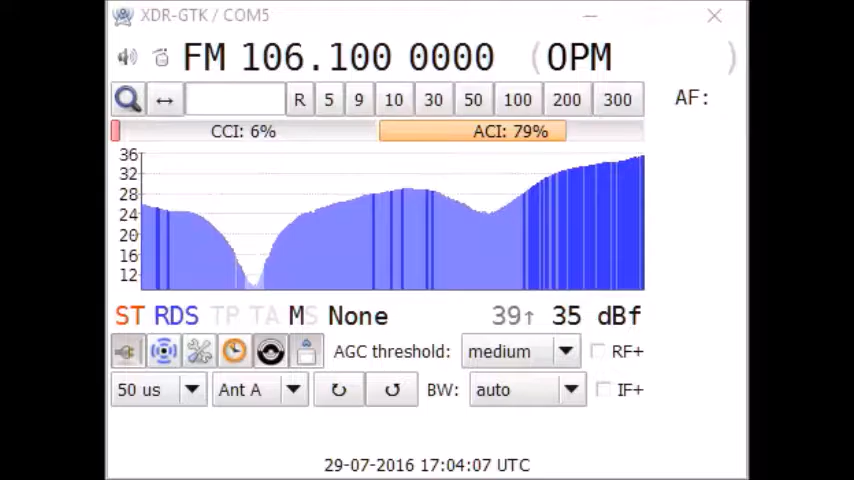 XDR-GTK / COM5
FM 106.100 0000 (OPM )
R 5 9 10 30 50 100 200 300 AF:
CCI: 6% ACI: 79%
36
32
28
24
20
16
12
ST RDS TP TA MS None 39↑ 35 dBf
AGC threshold: medium RF+
50 us Ant A ↻ ↺ BW: auto IF+
29-07-2016 17:04:07 UTC